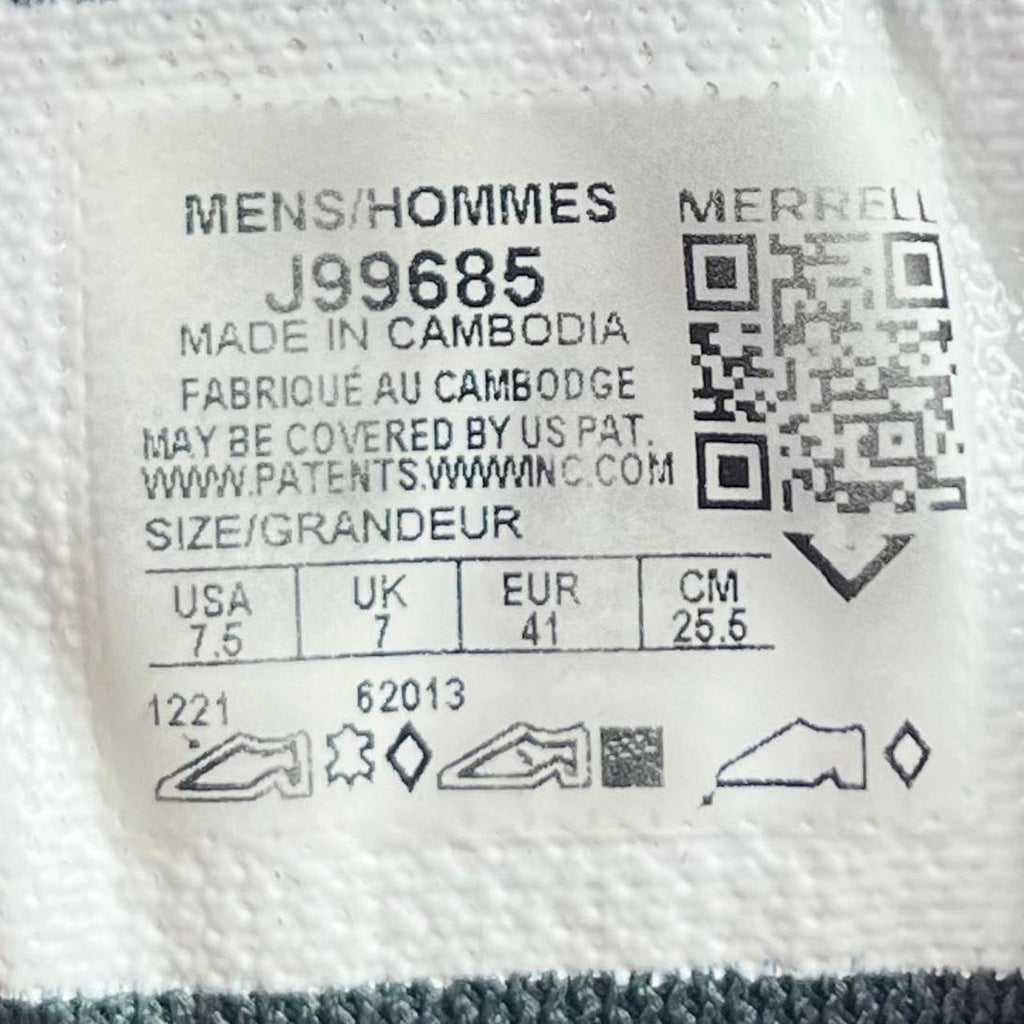 MENS/HOMMES
MERRELL
J99685
MADE IN CAMBODIA
FABRIQUÉ AU CAMBODGE
MAY BE COVERED BY US PAT.
WWW.PATENTS.WWWINC.COM
SIZE/GRANDEUR
USA UK EUR CM
7.5 7 41 25.5
1221 62013